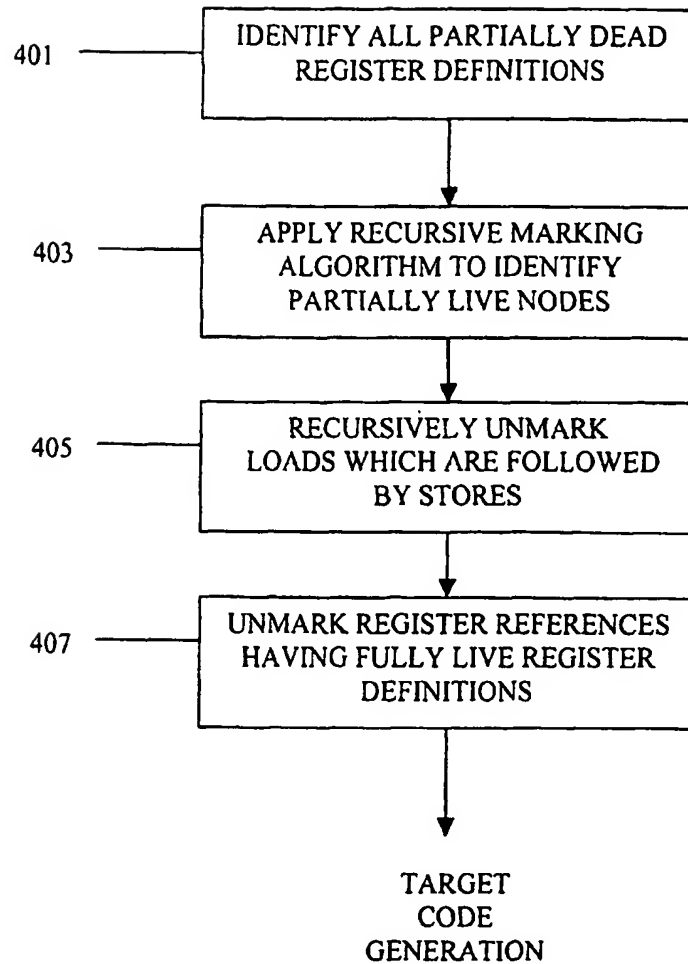 401
IDENTIFY ALL PARTIALLY DEAD
REGISTER DEFINITIONS
403
APPLY RECURSIVE MARKING
ALGORITHM TO IDENTIFY
PARTIALLY LIVE NODES
405
RECURSIVELY UNMARK
LOADS WHICH ARE FOLLOWED
BY STORES
407
UNMARK REGISTER REFERENCES
HAVING FULLY LIVE REGISTER
DEFINITIONS
TARGET
CODE
GENERATION